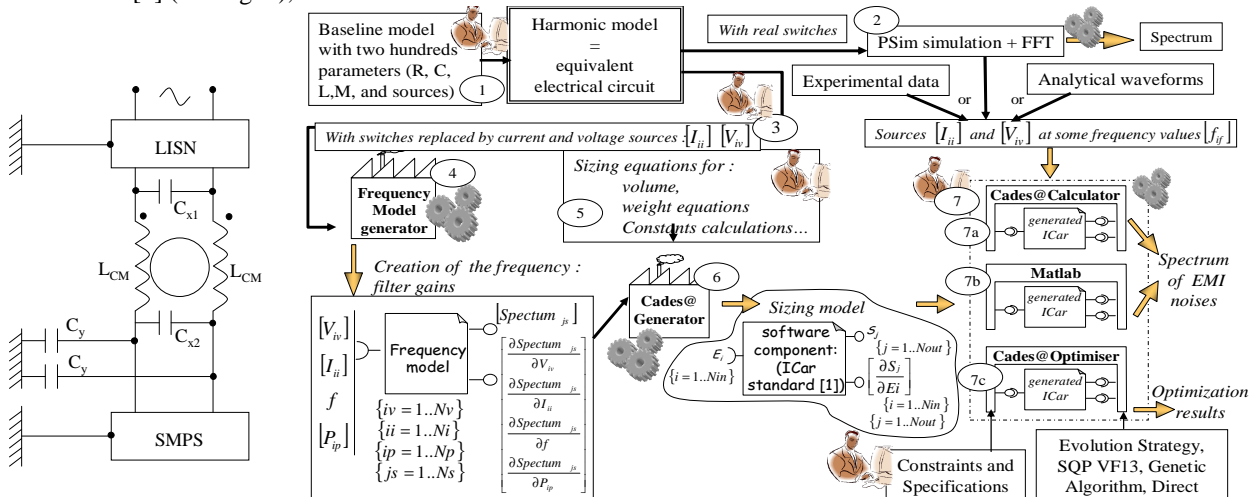 Baseline model
with two hundreds
parameters (R, C,
L,M, and sources)
1
Harmonic model
=
equivalent
electrical circuit
With real switches
2
PSim simulation + FFT
Spectrum
Experimental data
or
or
Analytical waveforms
3
With switches replaced by current and voltage sources :[I_ii] [V_iv]
Sources [I_ii] and [V_iv] at some frequency values [f_if]
LISN
C_x1
L_CM
L_CM
C_x2
C_y
C_y
SMPS
4
Frequency
Model
generator
Sizing equations for :
volume,
weight equations
Constants calculations…
5
Creation of the frequency :
filter gains
[V_iv]
[I_ii]
f
[P_ip]
Frequency
model
{iv = 1..Nv}
{ii = 1..Ni}
{ip = 1..Np}
{js = 1..Ns}
[Spectum_js]
∂Spectum_js
∂V_iv
∂Spectum_js
∂I_ii
∂Spectum_js
∂f
∂Spectum_js
∂P_ip
6
Cades@
Generator
Sizing model
E_i
{i = 1..Nin}
software
component:
(ICar
standard [1])
S_j
{j = 1..Nout}
[∂S_j
∂Ei]
{i = 1..Nin}
{j = 1..Nout}
7
Cades@Calculator
7a
generated
ICar
Matlab
7b
generated
ICar
Cades@Optimiser
7c
generated
ICar
Spectrum
of EMI
noises
Optimization
results
Constraints and
Specifications
Evolution Strategy,
SQP VF13, Genetic
Algorithm, Direct